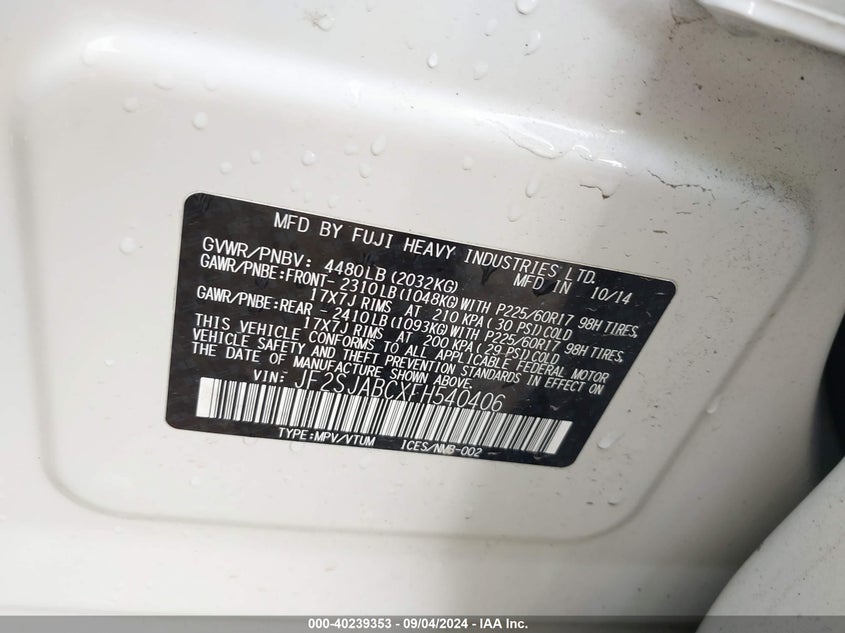 MFD BY FUJI HEAVY INDUSTRIES LTD.
GVWR/PNBV: 4480LB(2032KG) MFD IN 10/14
GAWR/PNBE:FRONT- 2310LB(1048KG)WITH P225/60R17 98H TIRES,
17X7J RIMS AT 210 KPA( 30 PSI)COLD
GAWR/PNBE:REAR - 2410LB(1093KG)WITH P225/60R17 98H TIRES,
17X7J RIMS AT 200 KPA( 29 PSI)COLD
THIS VEHICLE CONFORMS TO ALL APPLICABLE FEDERAL MOTOR
VEHICLE SAFETY AND THEFT PREVENTION STANDARDS IN EFFECT ON
THE DATE OF MANUFACTURE SHOWN ABOVE.
VIN: JF2SJABCXFH540406
TYPE:MPV/VTUM ICES/NMB-002
000-40239353 - 09/04/2024 - IAA Inc.